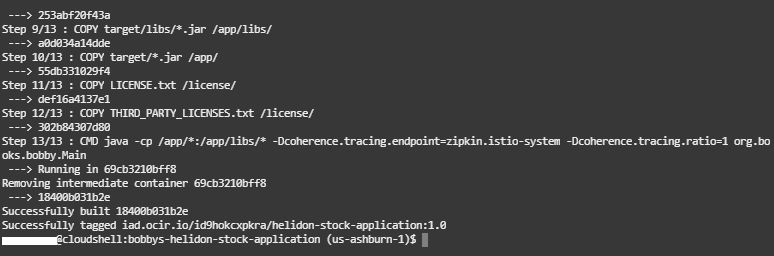 ---> 253abf20f43a
Step 9/13 : COPY target/libs/*.jar /app/libs/
---> a0d034a14dde
Step 10/13 : COPY target/*.jar /app/
---> 55db331029f4
Step 11/13 : COPY LICENSE.txt /license/
---> def16a4137e1
Step 12/13 : COPY THIRD_PARTY_LICENSES.txt /license/
---> 302b84307d80
Step 13/13 : CMD java -cp /app/*:/app/libs/* -Dcoherence.tracing.endpoint=zipkin.istio-system -Dcoherence.tracing.ratio=1 org.bo
oks.bobby.Main
---> Running in 69cb3210bff8
Removing intermediate container 69cb3210bff8
---> 18400b031b2e
Successfully built 18400b031b2e
Successfully tagged iad.ocir.io/id9hokcxpkra/helidon-stock-application:1.0
@cloudshell:bobbys-helidon-stock-application (us-ashburn-1)$